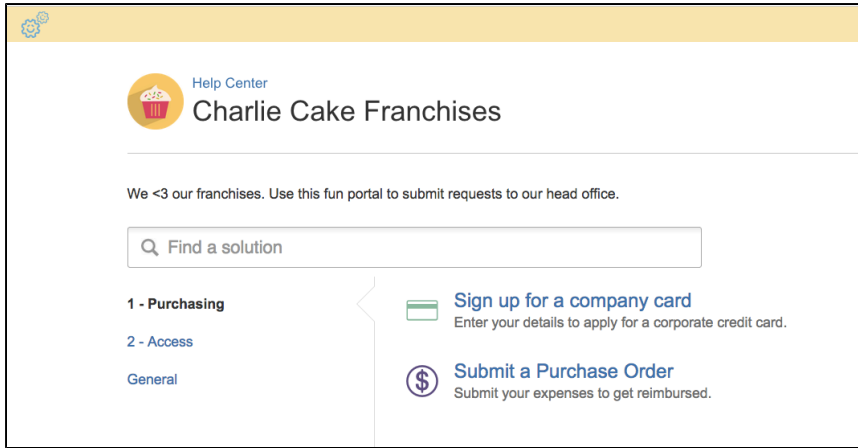 Help Center
Charlie Cake Franchises
We <3 our franchises. Use this fun portal to submit requests to our head office.
Find a solution
1 - Purchasing
2 - Access
General
Sign up for a company card
Enter your details to apply for a corporate credit card.
Submit a Purchase Order
Submit your expenses to get reimbursed.